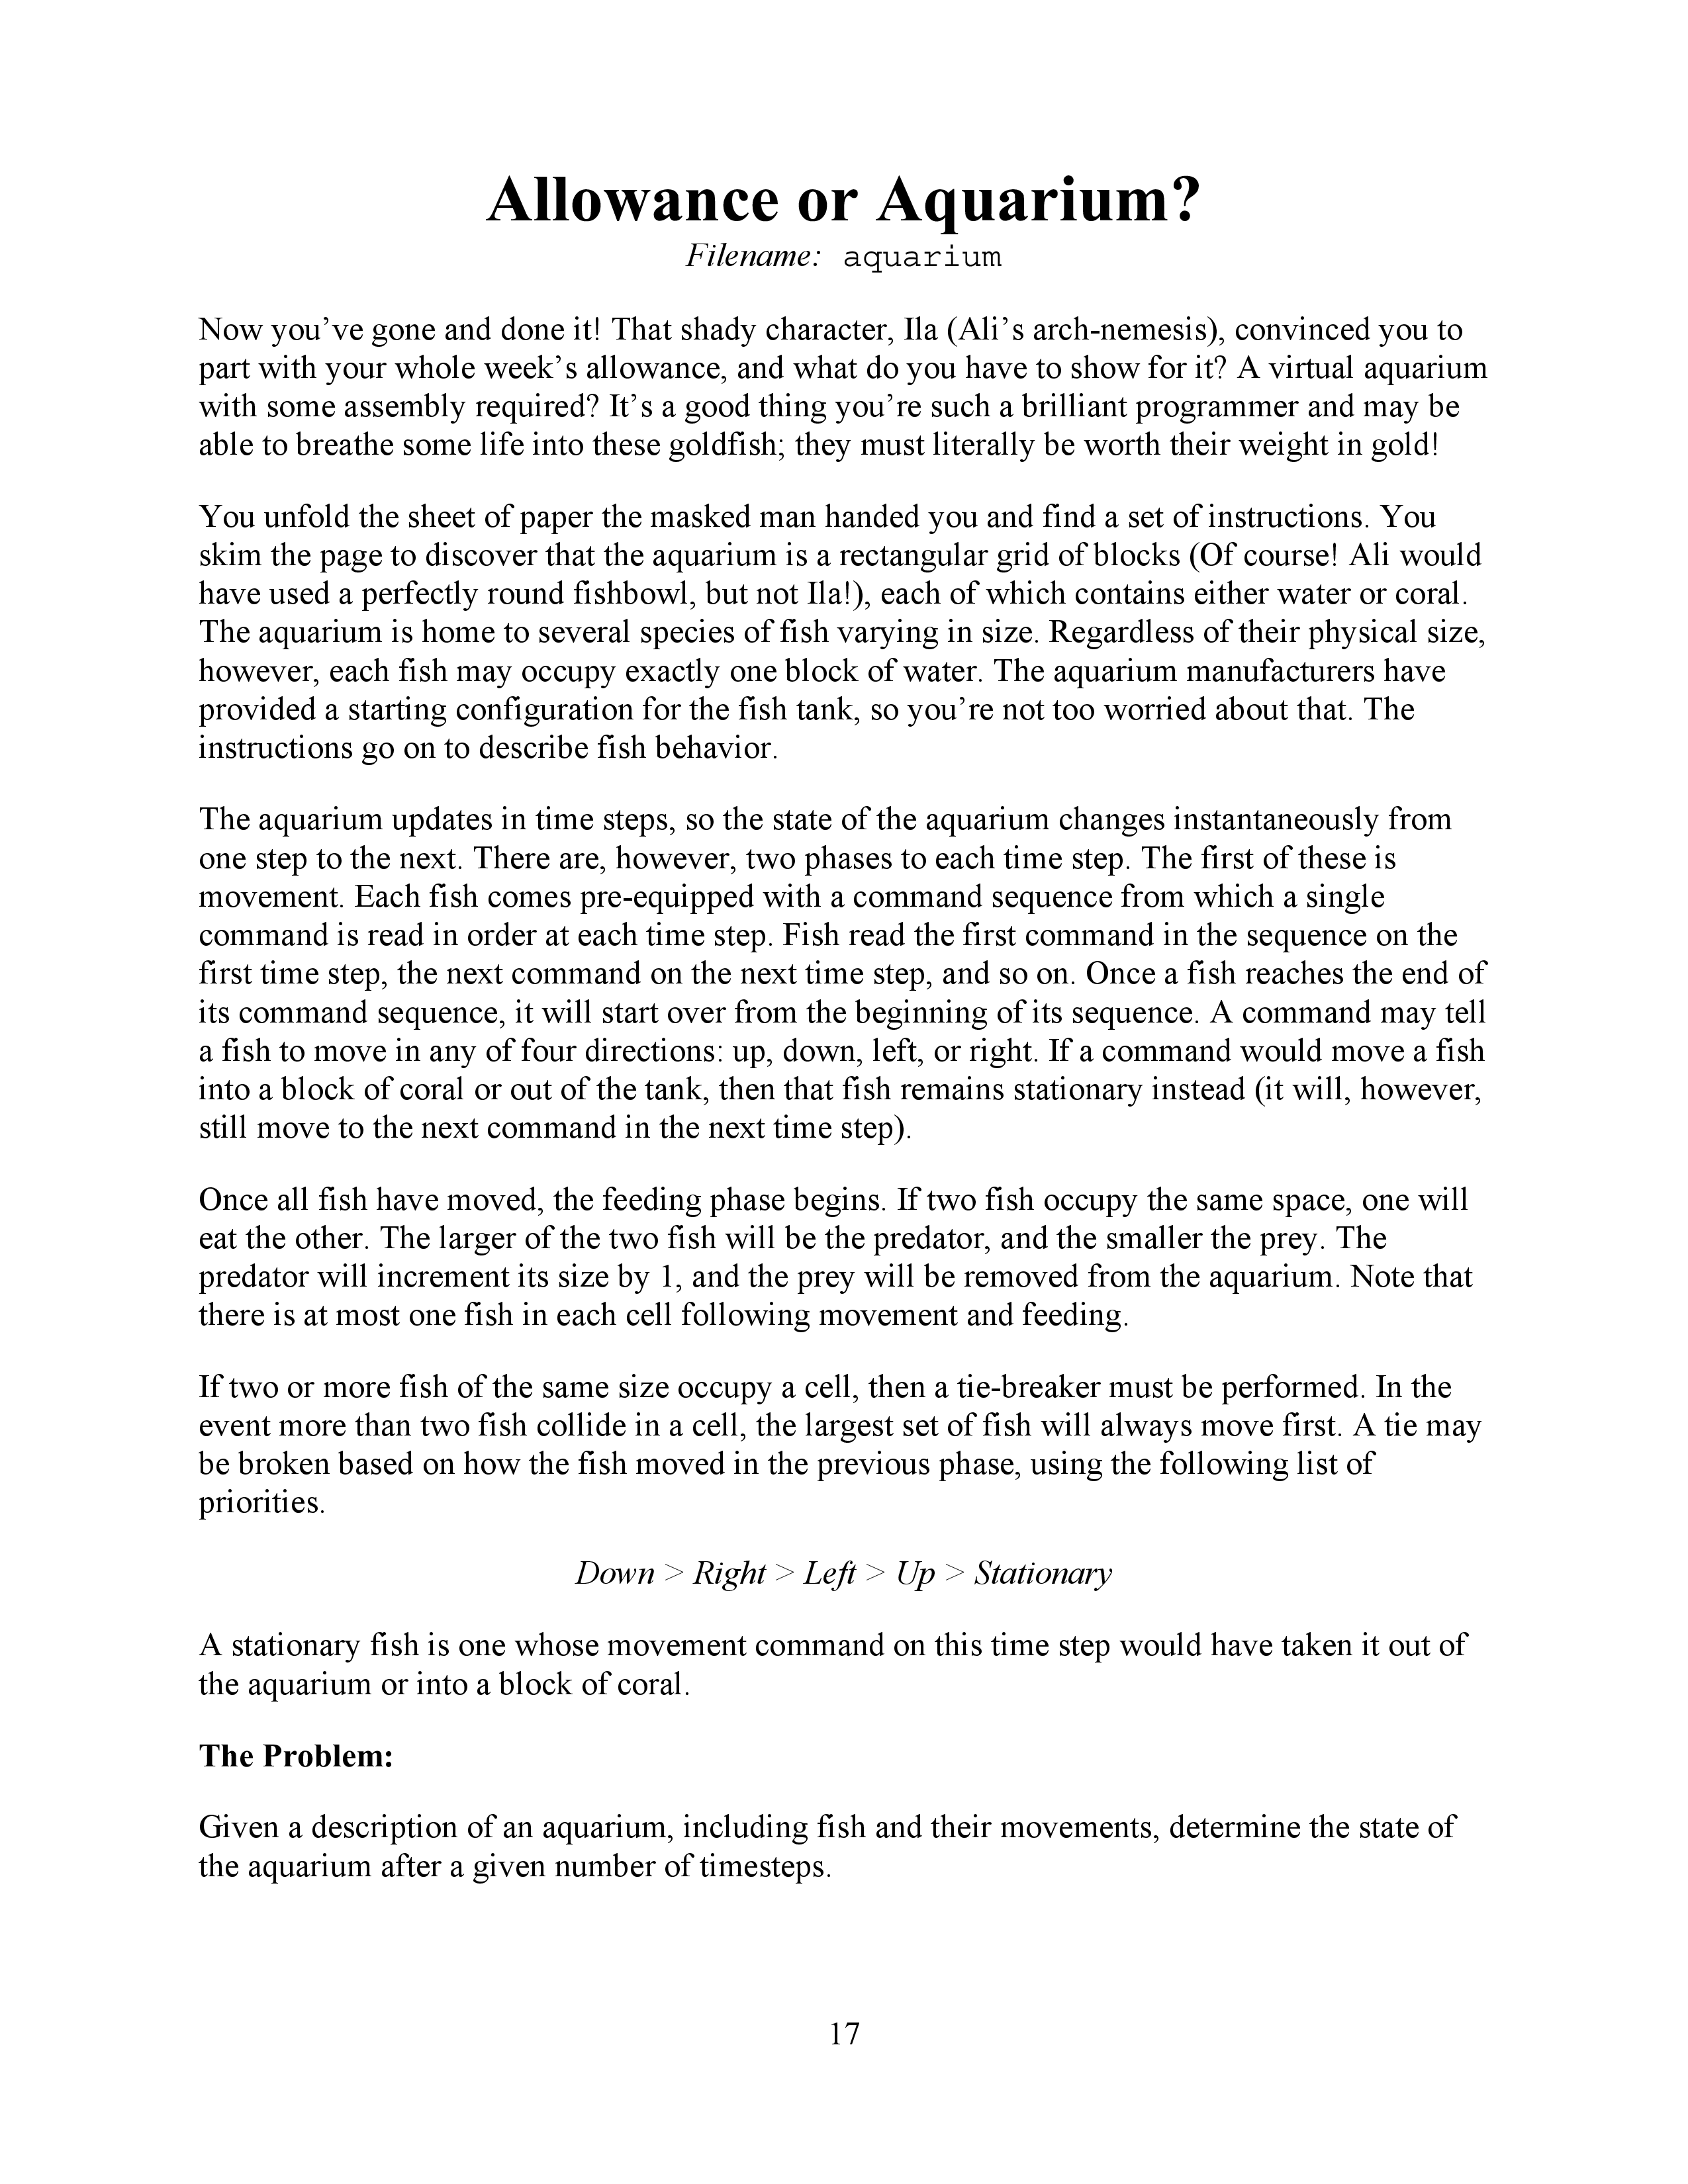 Allowance or Aquarium?
Filename: aquarium
Now you’ve gone and done it! That shady character, Ila (Ali’s arch-nemesis), convinced you to
part with your whole week’s allowance, and what do you have to show for it? A virtual aquarium
with some assembly required? It’s a good thing you’re such a brilliant programmer and may be
able to breathe some life into these goldfish; they must literally be worth their weight in gold!
You unfold the sheet of paper the masked man handed you and find a set of instructions. You
skim the page to discover that the aquarium is a rectangular grid of blocks (Of course! Ali would
have used a perfectly round fishbowl, but not Ila!), each of which contains either water or coral.
The aquarium is home to several species of fish varying in size. Regardless of their physical size,
however, each fish may occupy exactly one block of water. The aquarium manufacturers have
provided a starting configuration for the fish tank, so you’re not too worried about that. The
instructions go on to describe fish behavior.
The aquarium updates in time steps, so the state of the aquarium changes instantaneously from
one step to the next. There are, however, two phases to each time step. The first of these is
movement. Each fish comes pre-equipped with a command sequence from which a single
command is read in order at each time step. Fish read the first command in the sequence on the
first time step, the next command on the next time step, and so on. Once a fish reaches the end of
its command sequence, it will start over from the beginning of its sequence. A command may tell
a fish to move in any of four directions: up, down, left, or right. If a command would move a fish
into a block of coral or out of the tank, then that fish remains stationary instead (it will, however,
still move to the next command in the next time step).
Once all fish have moved, the feeding phase begins. If two fish occupy the same space, one will
eat the other. The larger of the two fish will be the predator, and the smaller the prey. The
predator will increment its size by 1, and the prey will be removed from the aquarium. Note that
there is at most one fish in each cell following movement and feeding.
If two or more fish of the same size occupy a cell, then a tie-breaker must be performed. In the
event more than two fish collide in a cell, the largest set of fish will always move first. A tie may
be broken based on how the fish moved in the previous phase, using the following list of
priorities.
Down > Right > Left > Up > Stationary
A stationary fish is one whose movement command on this time step would have taken it out of
the aquarium or into a block of coral.
The Problem:
Given a description of an aquarium, including fish and their movements, determine the state of
the aquarium after a given number of timesteps.
17